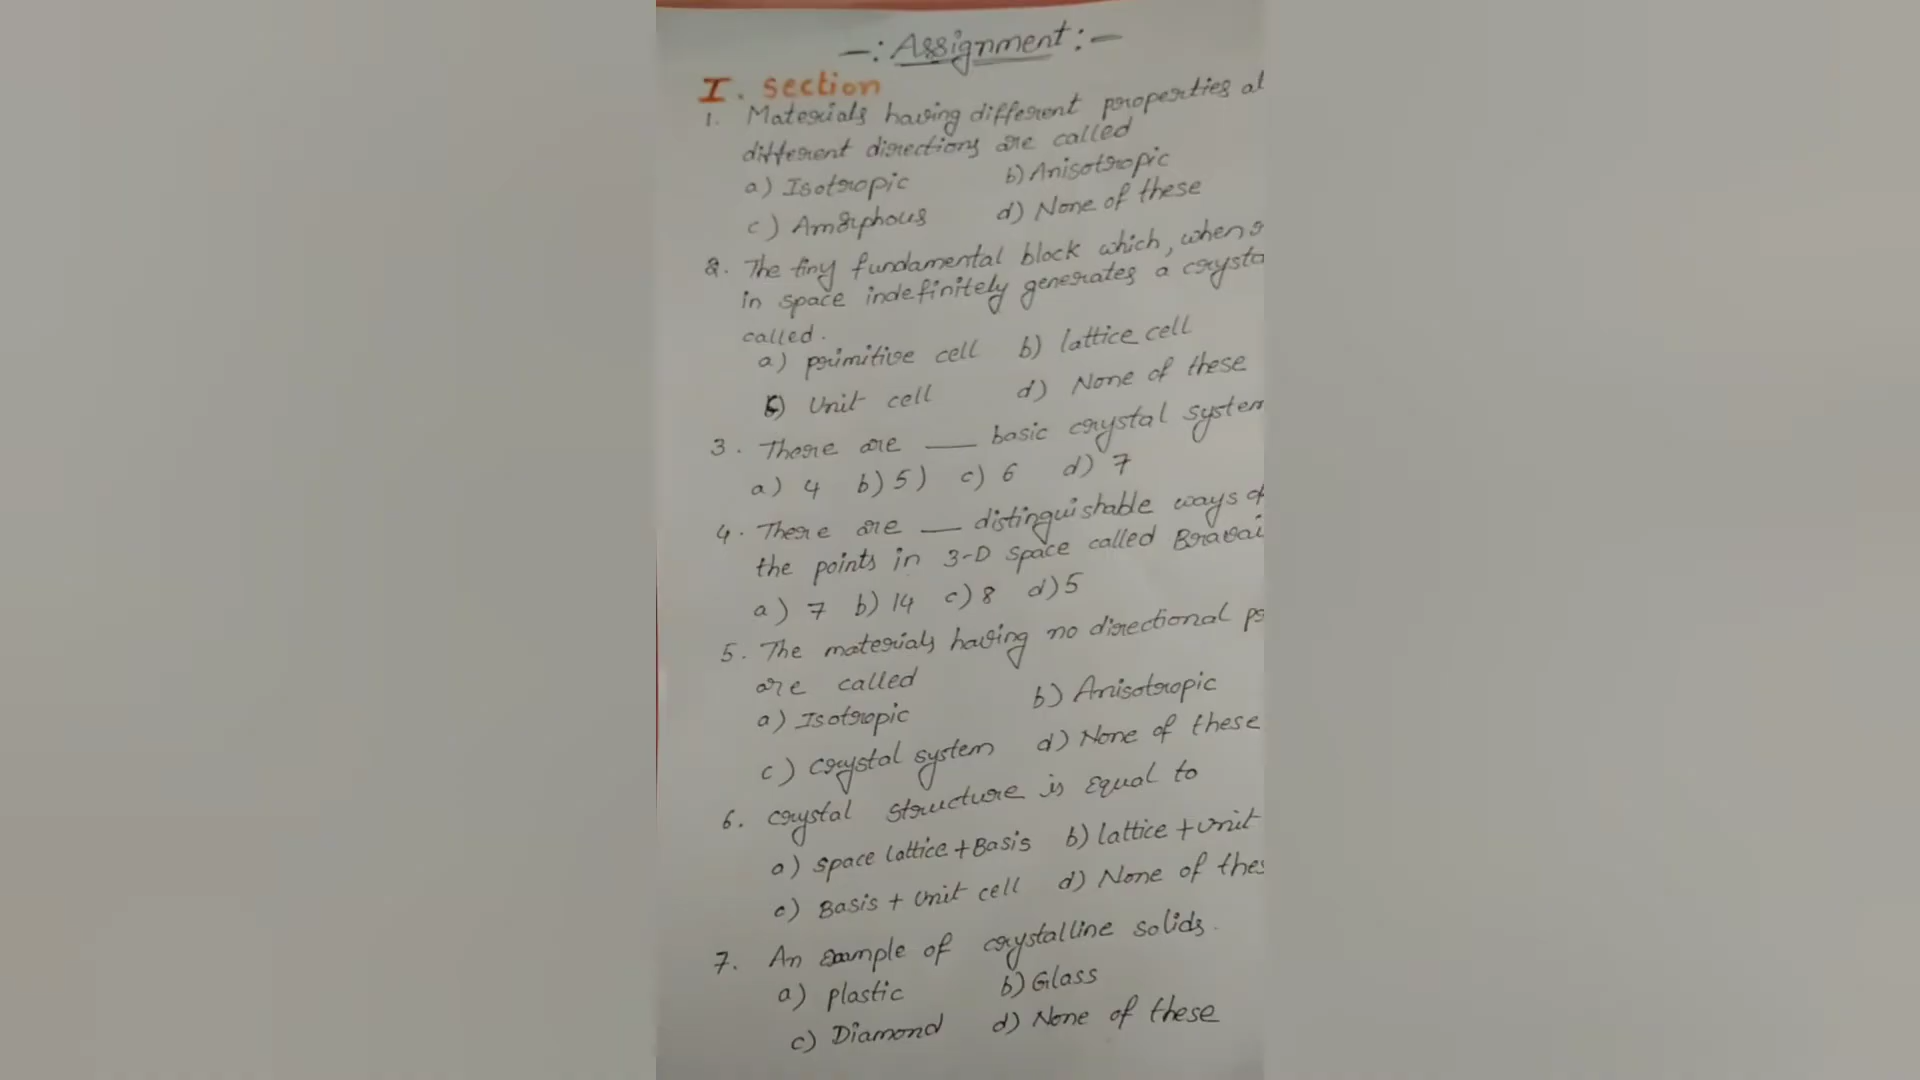 -: Assignment :-
I. Section
1. Materials having different properties al
different directions are called
a) Isotropic b) Anisotropic
c) Amorphous d) None of these
2. The tiny fundamental block which, when
in space indefinitely generates a crysta
called.
a) primitive cell b) lattice cell
c) Unit cell d) None of these
3. There are ___ basic crystal system
a) 4 b) 5) c) 6 d) 7
4. There are ___ distinguishable ways of
the points in 3-D space called Bravai
a) 7 b) 14 c) 8 d) 5
5. The materials having no directional
are called
a) Isotropic b) Anisotropic
c) crystal system d) None of these
6. crystal structure is Equal to
a) space lattice + Basis b) lattice + Unit
c) Basis + Unit cell d) None of thes
7. An Example of crystalline solids.
a) plastic b) Glass
c) Diamond d) None of these